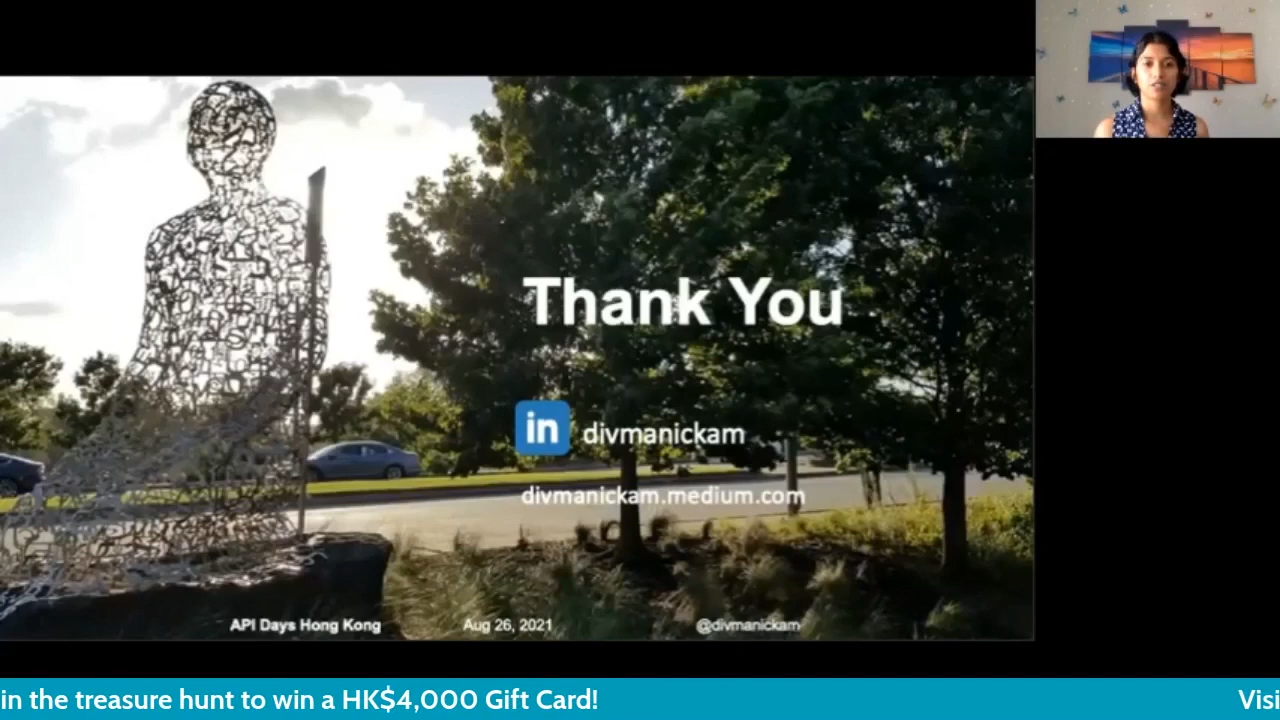 Thank You
in divmanickam
divmanickam.medium.com
API Days Hong Kong Aug 26, 2021 @divmanickam
in the treasure hunt to win a HK$4,000 Gift Card! Visi